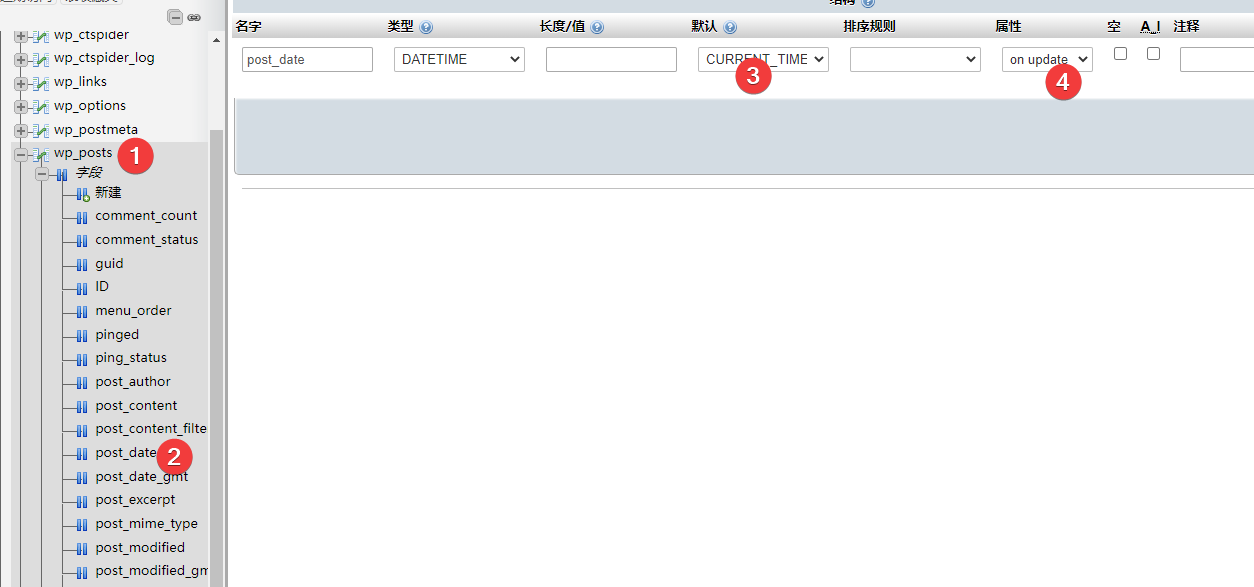 结构
名字 类型 长度/值 默认 排序规则 属性 空 A_I 注释
post_date DATETIME CURRENT_TIME on update
3
4
wp_ctspider
wp_ctspider_log
wp_links
wp_options
wp_postmeta
wp_posts
1
字段
新建
comment_count
comment_status
guid
ID
menu_order
pinged
ping_status
post_author
post_content
post_content_filte
post_date
2
post_date_gmt
post_excerpt
post_mime_type
post_modified
post_modified_gm